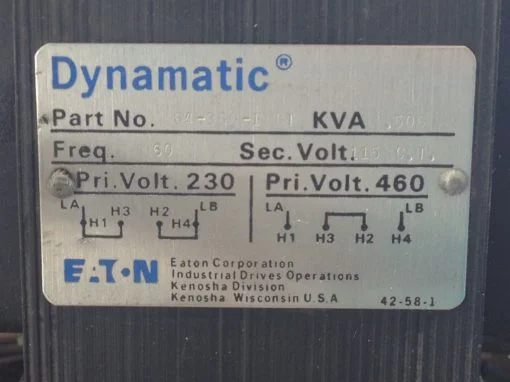 Dynamatic®
Part No. KVA
Freq. 60 Sec. Volt. 115 C.T.
Pri. Volt. 230 Pri. Volt. 460
LA H3 H2 LB LA LB
H1 H4 H1 H3 H2 H4
EATON Eaton Corporation
Industrial Drives Operations
Kenosha Division
Kenosha, Wisconsin U.S.A 42-58-1